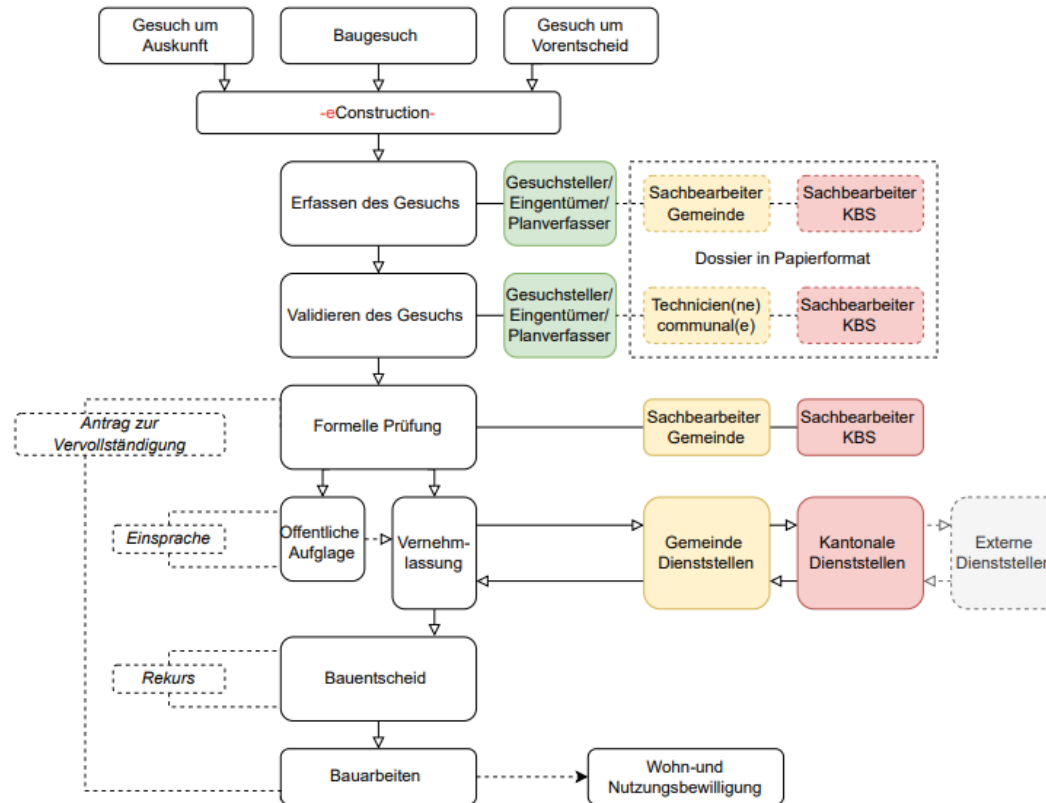 Gesuch um
Auskunft
Baugesuch
Gesuch um
Vorentscheid
-eConstruction-
Erfassen des Gesuchs
Gesuchsteller/
Eingentümer/
Planverfasser
Sachbearbeiter
Gemeinde
Sachbearbeiter
KBS
Dossier in Papierformat
Validieren des Gesuchs
Gesuchsteller/
Eingentümer/
Planverfasser
Technicien(ne)
communal(e)
Sachbearbeiter
KBS
Antrag zur
Vervollständigung
Formelle Prüfung
Sachbearbeiter
Gemeinde
Sachbearbeiter
KBS
Einsprache
Offentliche
Aufglage
Vernehm-
lassung
Gemeinde
Dienststellen
Kantonale
Dienststellen
Externe
Dienststellen
Rekurs
Bauentscheid
Bauarbeiten
Wohn-und
Nutzungsbewilligung